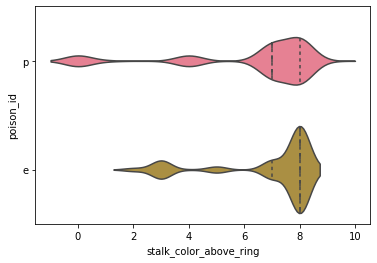 p
e
poison_id
0 2 4 6 8 10
stalk_color_above_ring